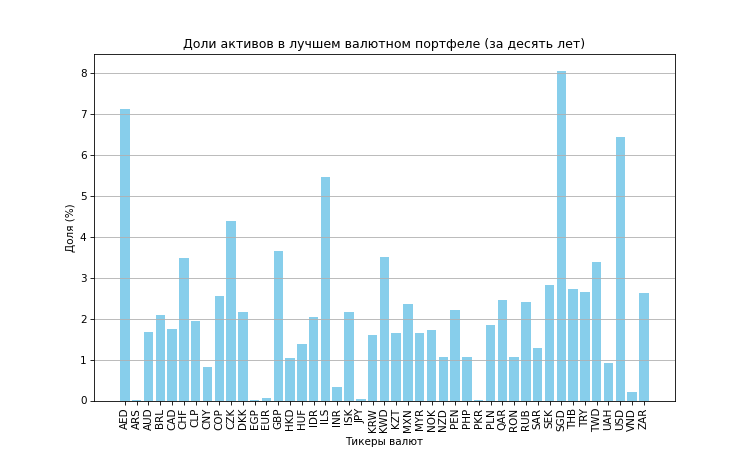 Доли активов в лучшем валютном портфеле (за десять лет)
Доля (%)
8
7
6
5
4
3
2
1
0
AED ARS AUD BRL CAD CHF CLP CNY COP CZK DKK EGP EUR GBP HKD HUF IDR ILS INR ISK JPY KRW KWD KZT MXN MYR NOK NZD PEN PHP PKR PLN QAR RON RUB SAR SEK SGD THB TRY TWD UAH USD VND ZAR
Тикеры валют